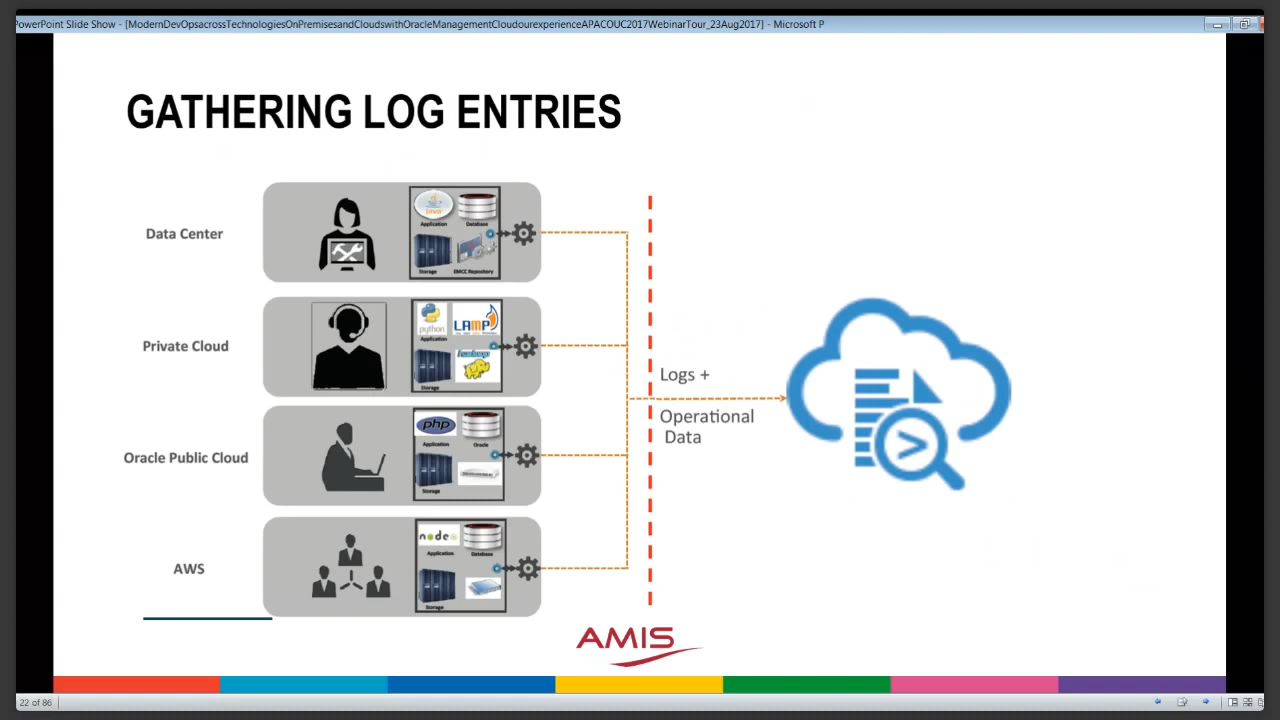 PowerPoint Slide Show - [ModernDevOpsacrossTechnologiesOnPremisesandCloudswithOracleManagementCloudourexperienceAPACOUC2017WebinarTour_23Aug2017] - Microsoft P
GATHERING LOG ENTRIES
Data Center
Java
Application
Database
Storage
EMCC Repository
Private Cloud
python
LAMP
Application
hadoop
Storage
Oracle Public Cloud
php
Application
Oracle
Storage
AWS
node
Application
Database
Storage
Logs +
Operational
Data
AMIS
22 of 86